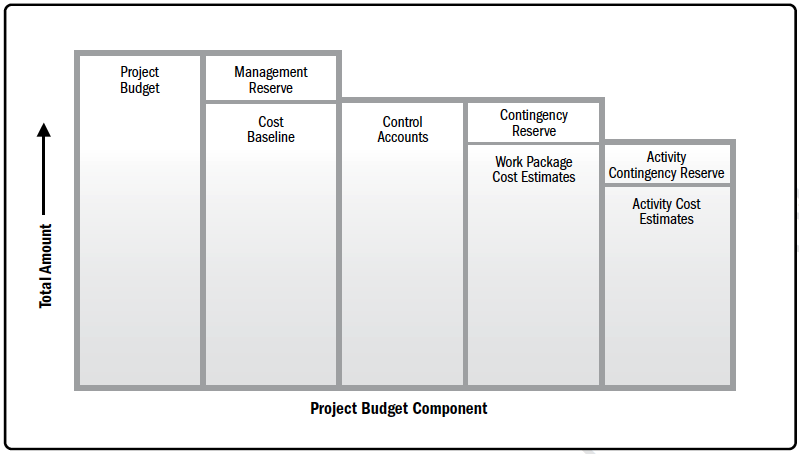 Project
Budget
Management
Reserve
Cost
Baseline
Control
Accounts
Contingency
Reserve
Work Package
Cost Estimates
Activity
Contingency Reserve
Activity Cost
Estimates
Total Amount
Project Budget Component